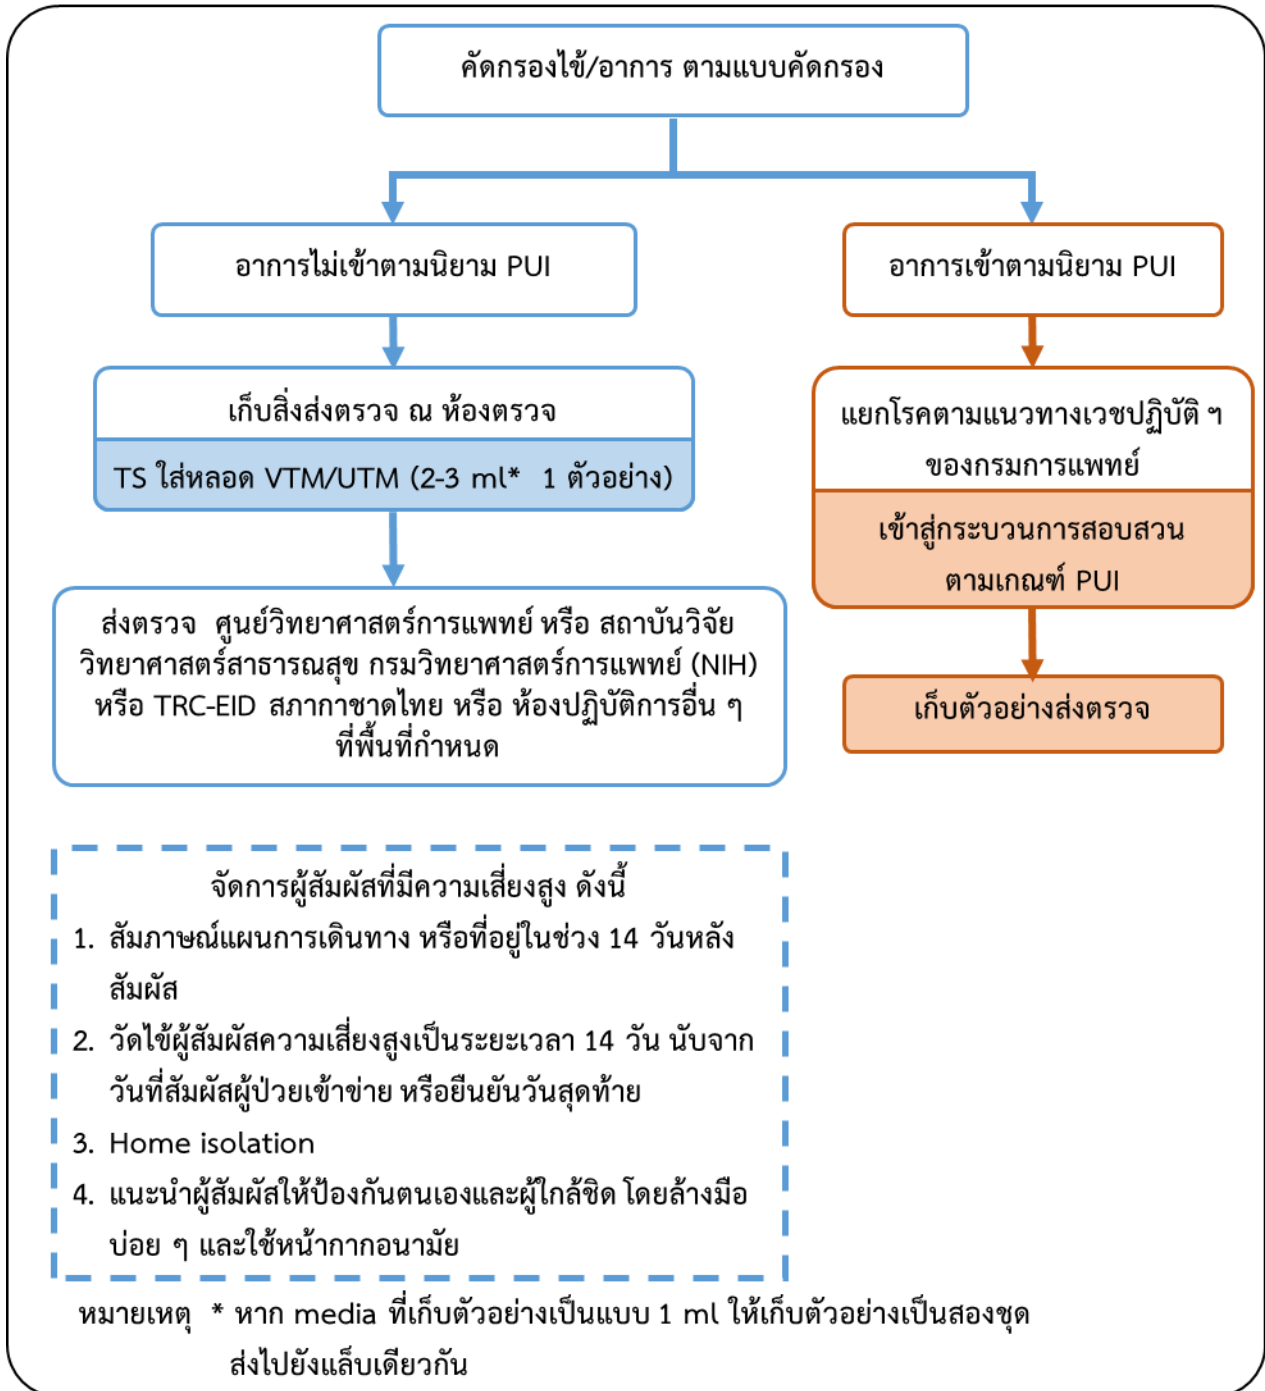 คัดกรองไข้/อาการ ตามแบบคัดกรอง
อาการไม่เข้าตามนิยาม PUI
อาการเข้าตามนิยาม PUI
เก็บสิ่งส่งตรวจ ณ ห้องตรวจ
TS ใส่หลอด VTM/UTM (2-3 ml* 1 ตัวอย่าง)
แยกโรคตามแนวทางเวชปฏิบัติ ฯ
ของกรมการแพทย์
เข้าสู่กระบวนการสอบสวน
ตามเกณฑ์ PUI
ส่งตรวจ ศูนย์วิทยาศาสตร์การแพทย์ หรือ สถาบันวิจัย
วิทยาศาสตร์สาธารณสุข กรมวิทยาศาสตร์การแพทย์ (NIH)
หรือ TRC-EID สภากาชาดไทย หรือ ห้องปฏิบัติการอื่น ๆ
ที่พื้นที่กำหนด
เก็บตัวอย่างส่งตรวจ
จัดการผู้สัมผัสที่มีความเสี่ยงสูง ดังนี้
1. สัมภาษณ์แผนการเดินทาง หรือที่อยู่ในช่วง 14 วันหลัง
สัมผัส
2. วัดไข้ผู้สัมผัสความเสี่ยงสูงเป็นระยะเวลา 14 วัน นับจาก
วันที่สัมผัสผู้ป่วยเข้าข่าย หรือยืนยันวันสุดท้าย
3. Home isolation
4. แนะนำผู้สัมผัสให้ป้องกันตนเองและผู้ใกล้ชิด โดยล้างมือ
บ่อย ๆ และใช้หน้ากากอนามัย
หมายเหตุ * หาก media ที่เก็บตัวอย่างเป็นแบบ 1 ml ให้เก็บตัวอย่างเป็นสองชุด
ส่งไปยังแล็บเดียวกัน